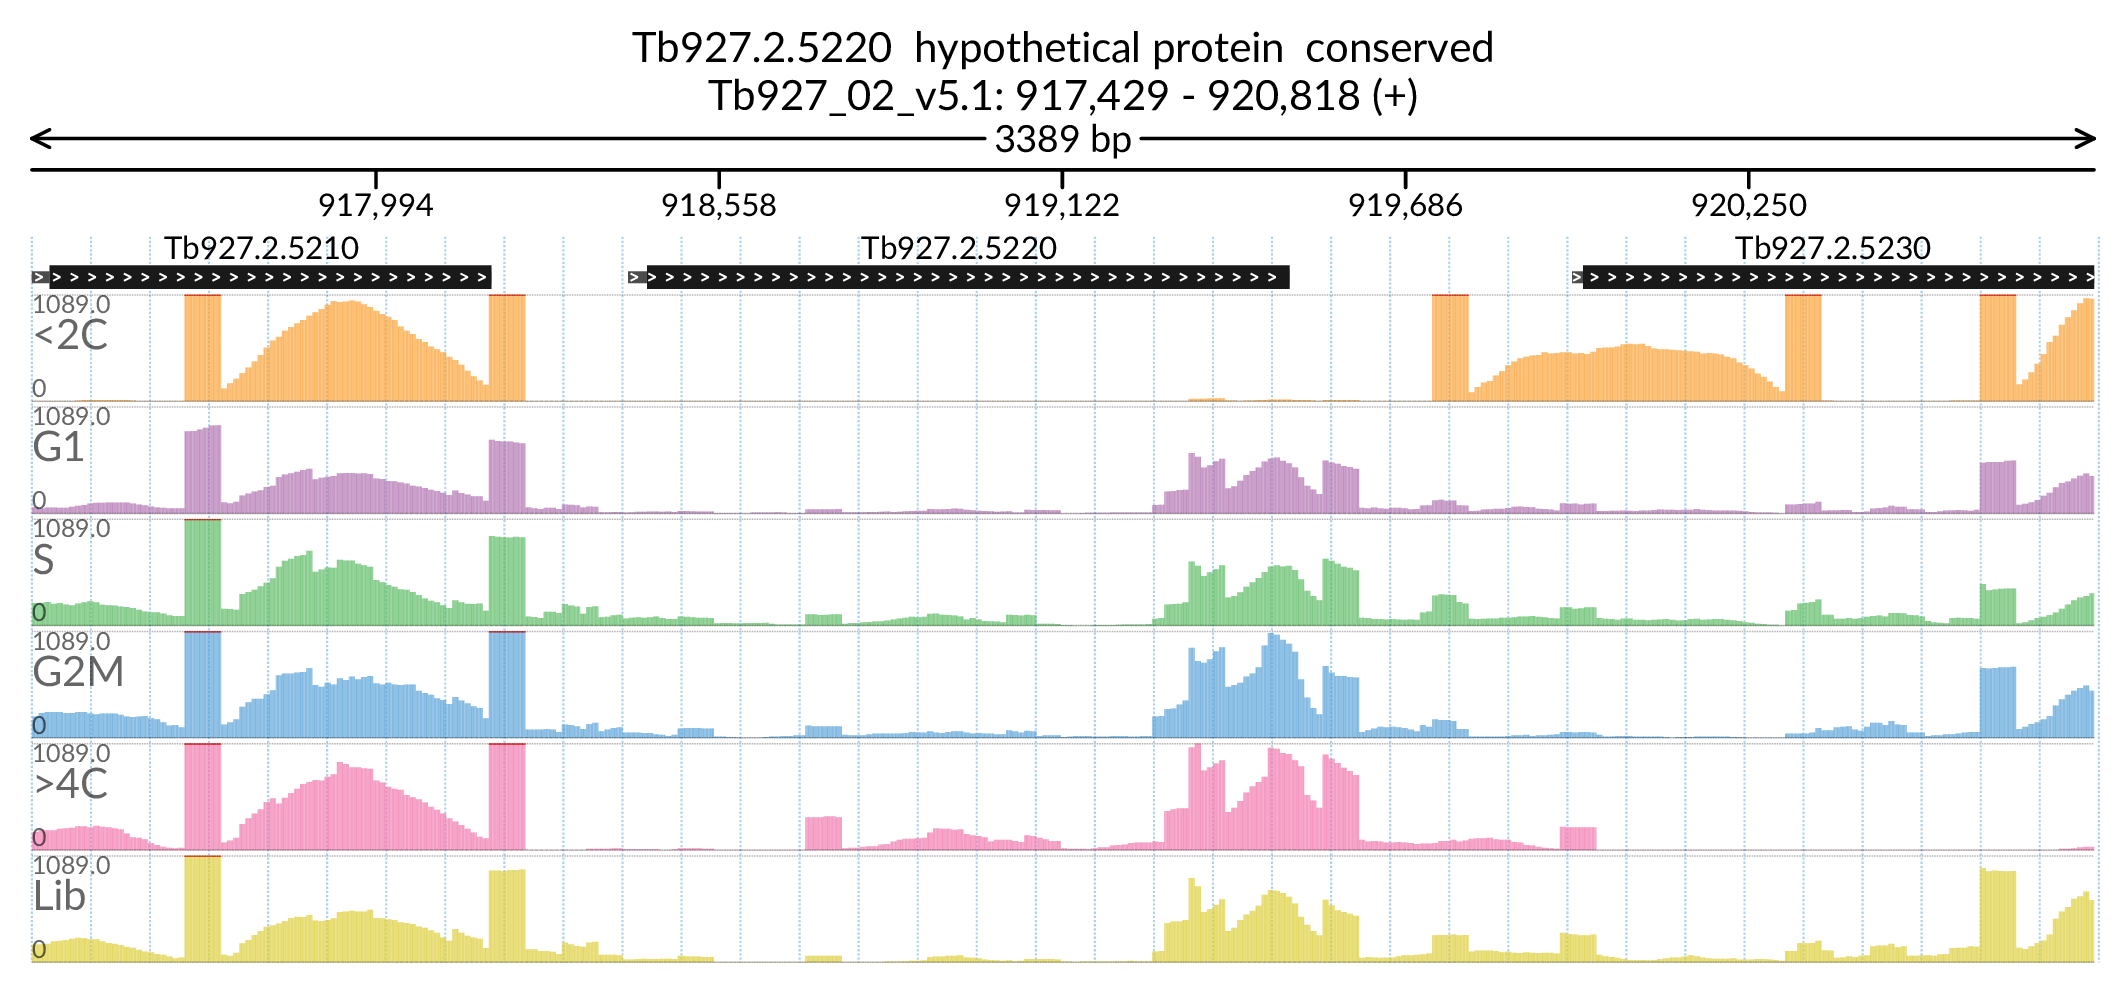 Tb927.2.5220  hypothetical protein  conserved
Tb927_02_v5.1: 917,429 - 920,818 (+)
3389 bp
917,994 918,558 919,122 919,686 920,250
Tb927.2.5210 Tb927.2.5220 Tb927.2.5230
1089.0
<2C
0
1089.0
G1
0
1089.0
S
0
1089.0
G2M
0
1089.0
>4C
0
1089.0
Lib
0